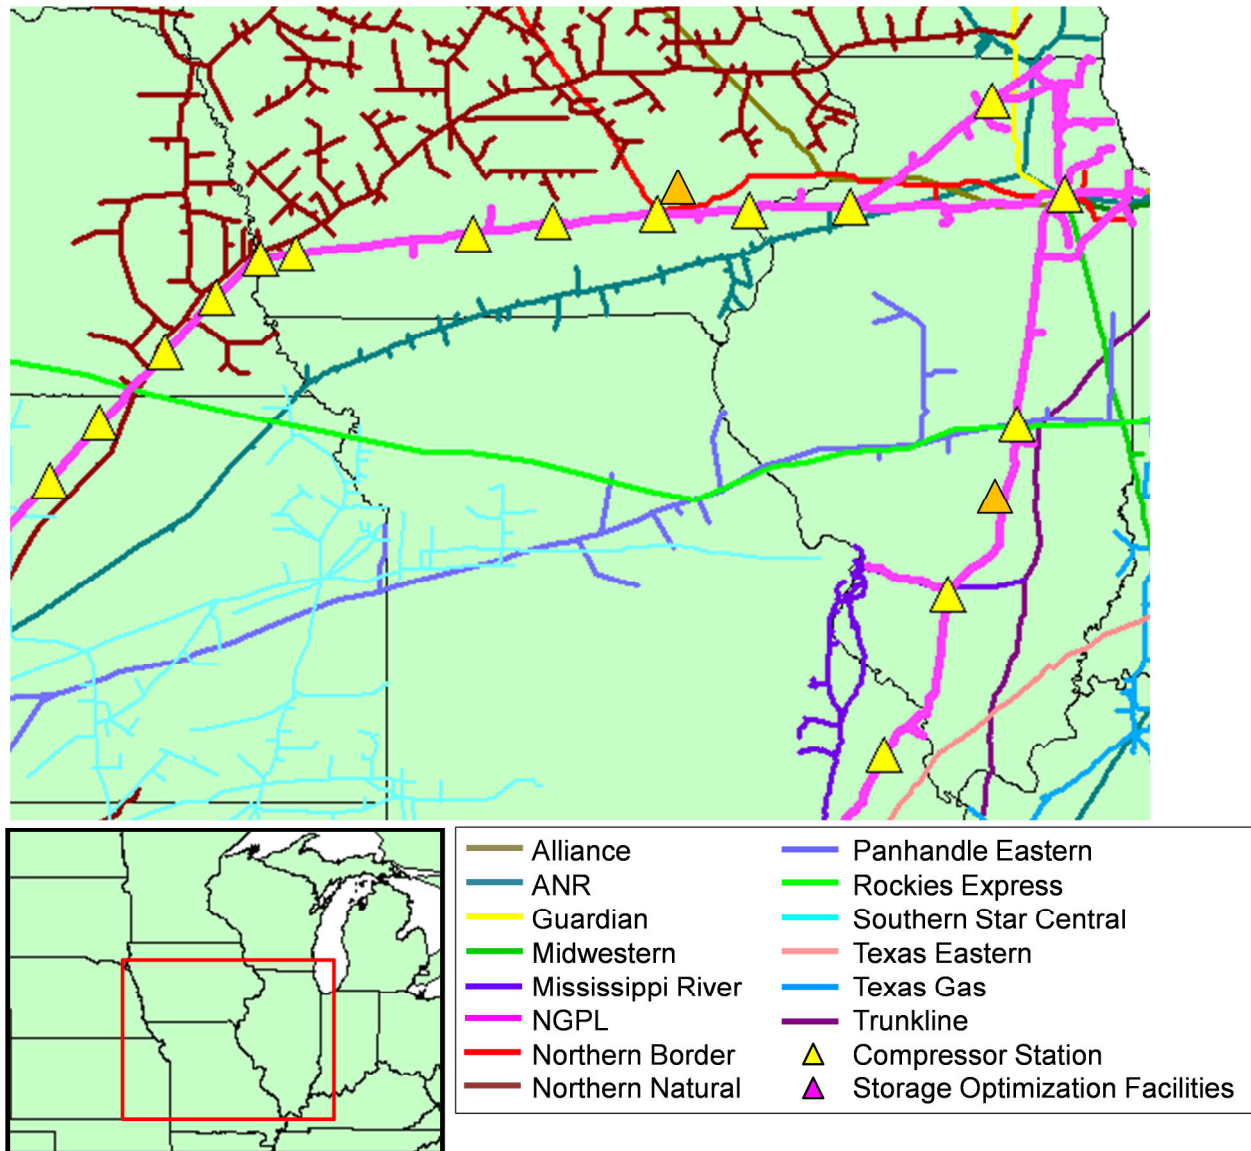 Alliance
ANR
Guardian
Midwestern
Mississippi River
NGPL
Northern Border
Northern Natural
Panhandle Eastern
Rockies Express
Southern Star Central
Texas Eastern
Texas Gas
Trunkline
Compressor Station
Storage Optimization Facilities